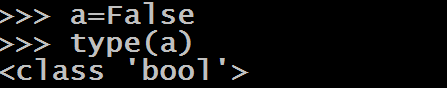 >>> a=False
>>> type(a)
<class 'bool'>